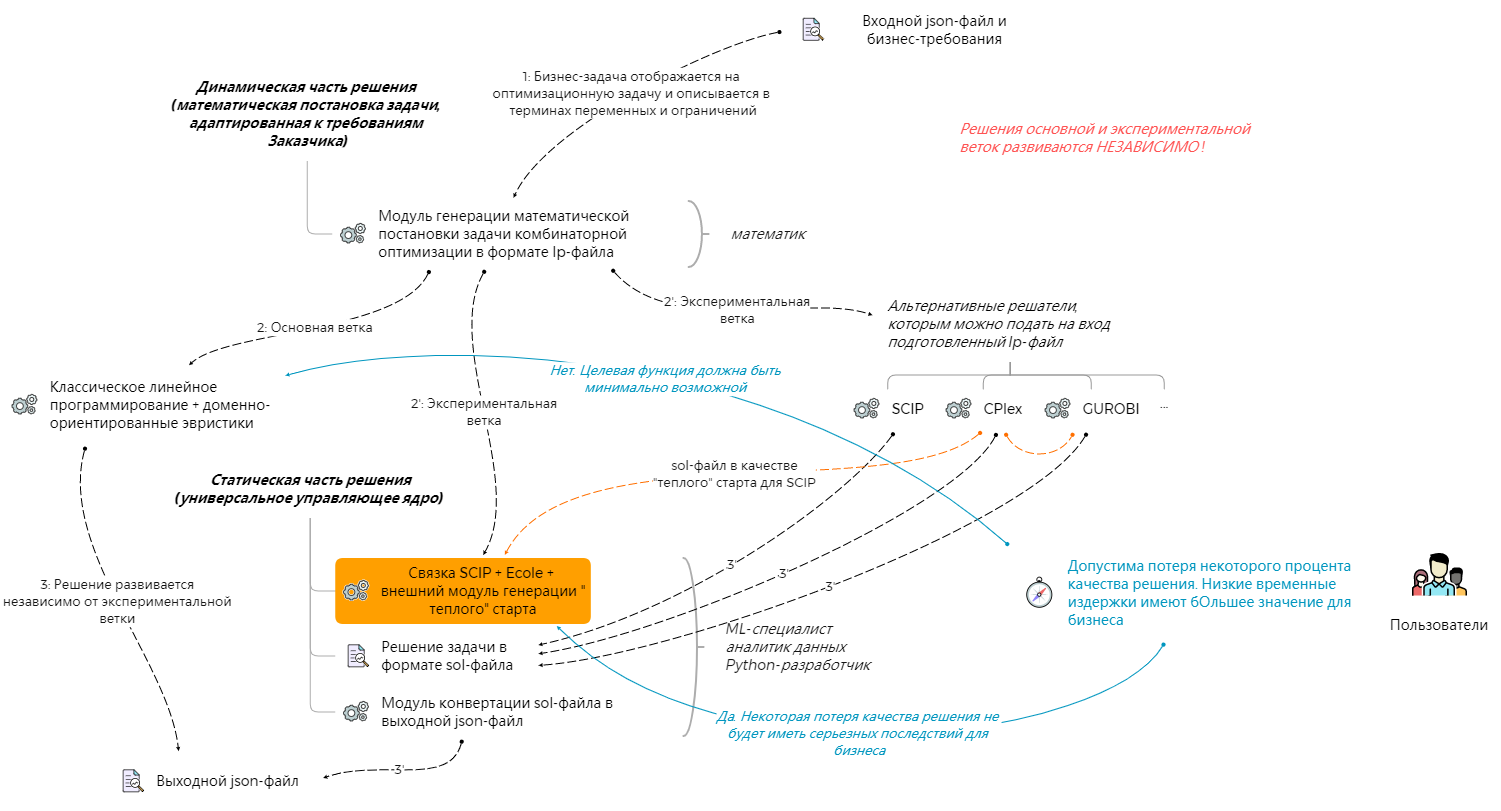 Входной json-файл и
бизнес-требования
1: Бизнес-задача отображается на
оптимизационную задачу и описывается в
терминах переменных и ограничений
Динамическая часть решения
(математическая постановка задачи,
адаптированная к требованиям
Заказчика)
Решения основной и экспериментальной
веток развиваются НЕЗАВИСИМО!
Модуль генерации математической
постановки задачи комбинаторной
оптимизации в формате lp-файла
математик
2: Основная ветка
2': Экспериментальная
ветка
Альтернативные решатели,
которым можно подать на вход
подготовленный lp-файл
Нет. Целевая функция должна быть
минимально возможной
Классическое линейное
программирование + доменно-
ориентированные эвристики
2': Экспериментальная
ветка
SCIP
CPlex
GUROBI
...
sol-файл в качестве
"теплого" старта для SCIP
Статическая часть решения
(универсальное управляющее ядро)
Связка SCIP + Ecole +
внешний модуль генерации "
теплого" старта
3'
3'
3'
Допустима потеря некоторого процента
качества решения. Низкие временные
издержки имеют бОльшее значение для
бизнеса
Пользователи
3: Решение развивается
независимо от экспериментальной
ветки
Решение задачи в
формате sol-файла
ML-специалист
аналитик данных
Python-разработчик
Модуль конвертации sol-файла в
выходной json-файл
Да. Некоторая потеря качества решения не
будет иметь серьезных последствий для
бизнеса
3'
Выходной json-файл